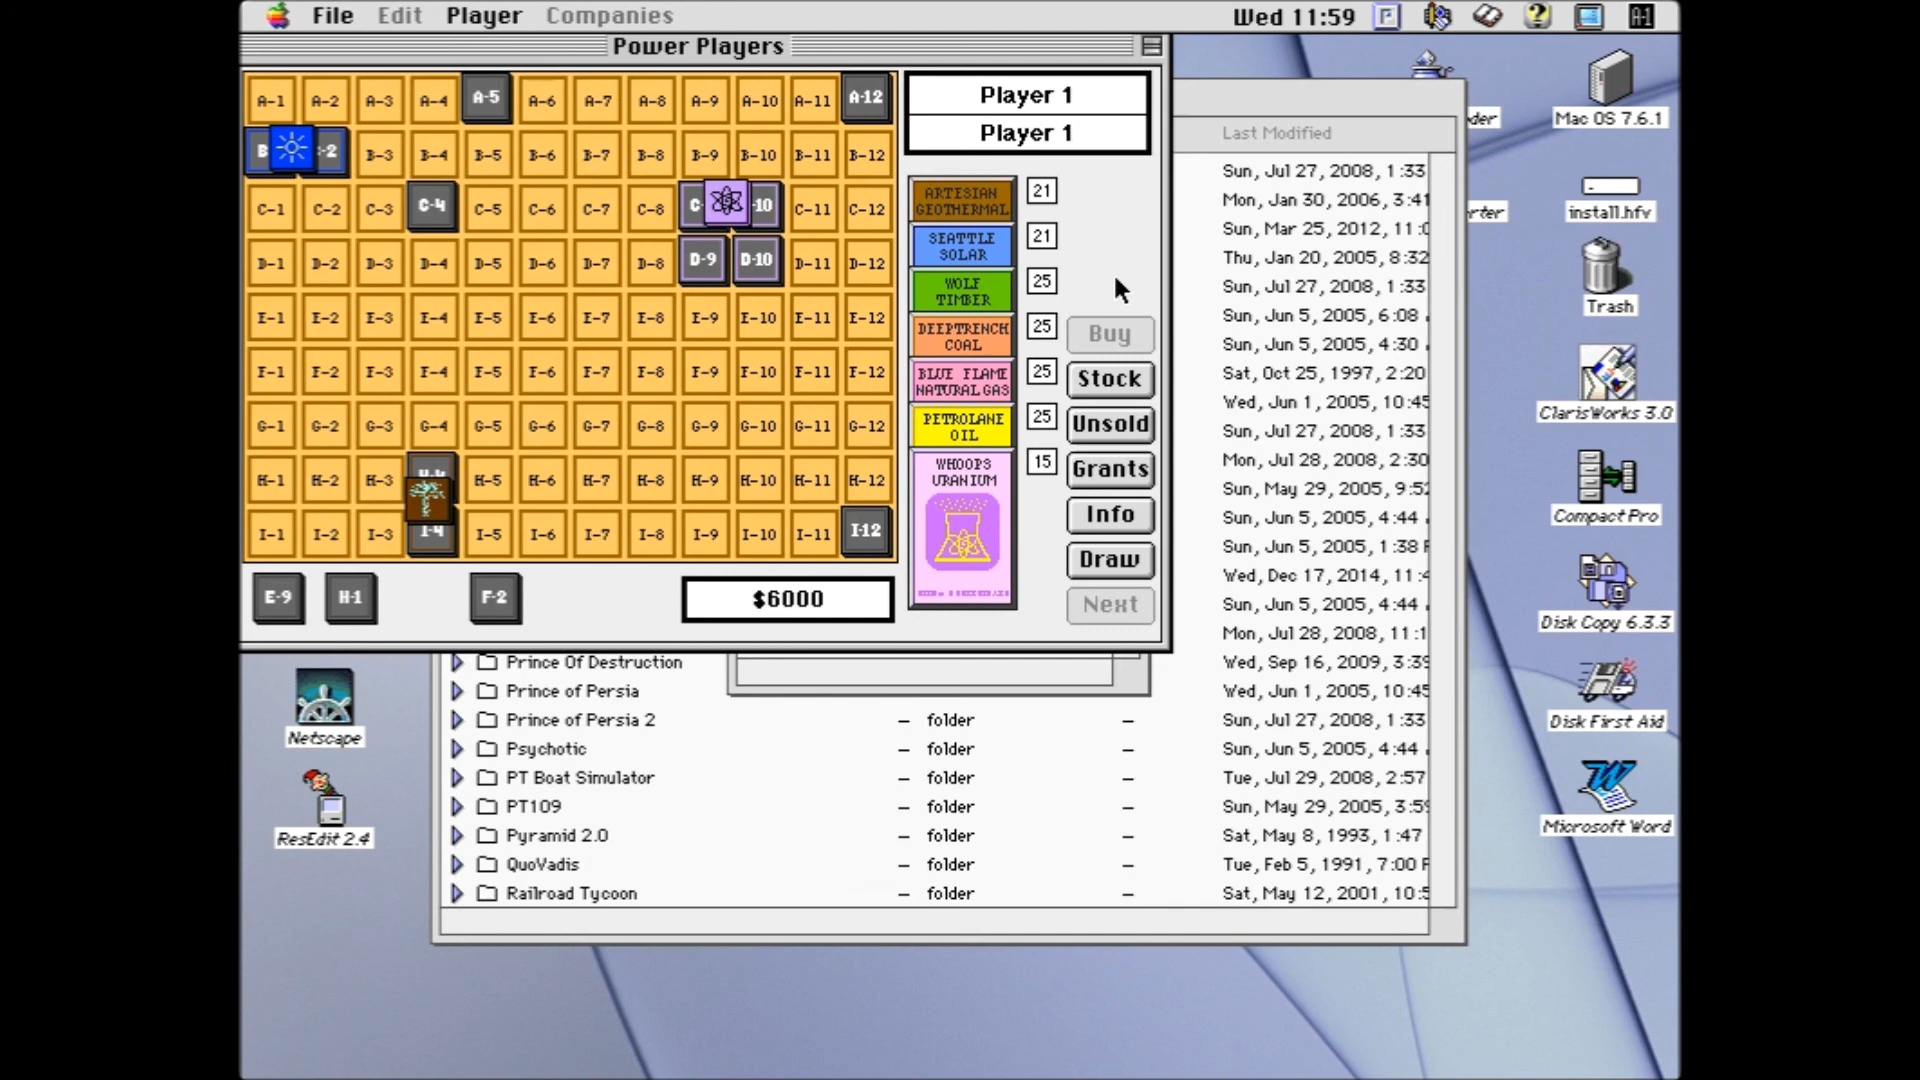 File Edit Player Companies Wed 11:59
Power Players
A-1 A-2 A-3 A-4 A-5 A-6 A-7 A-8 A-9 A-10 A-11 A-12
B -2 B-3 B-4 B-5 B-6 B-7 B-8 B-9 B-10 B-11 B-12
C-1 C-2 C-3 C-4 C-5 C-6 C-7 C-8 C- -10 C-11 C-12
D-1 D-2 D-3 D-4 D-5 D-6 D-7 D-8 D-9 D-10 D-11 D-12
E-1 E-2 E-3 E-4 E-5 E-6 E-7 E-8 E-9 E-10 E-11 E-12
F-1 F-2 F-3 F-4 F-5 F-6 F-7 F-8 F-9 F-10 F-11 F-12
G-1 G-2 G-3 G-4 G-5 G-6 G-7 G-8 G-9 G-10 G-11 G-12
H-1 H-2 H-3 H-4 H-5 H-6 H-7 H-8 H-9 H-10 H-11 H-12
I-1 I-2 I-3 I-4 I-5 I-6 I-7 I-8 I-9 I-10 I-11 I-12
E-9 H-1 F-2 $6000
Player 1
Player 1
ARTESIAN
GEOTHERMAL
21
SEATTLE
SOLAR
21
WOLF
TIMBER
25
DEEPTRENCH
COAL
25
BLUE FLAME
NATURAL GAS
25
PETROLANE
OIL
25
WHOOPS
URANIUM
15
Buy
Stock
Unsold
Grants
Info
Draw
Next
Last Modified
Sun, Jul 27, 2008, 1:33
Mon, Jan 30, 2006, 3:41
Sun, Mar 25, 2012, 11:0
Thu, Jan 20, 2005, 8:32
Sun, Jul 27, 2008, 1:33
Sun, Jun 5, 2005, 6:08
Sun, Jun 5, 2005, 4:30
Sat, Oct 25, 1997, 2:20
Wed, Jun 1, 2005, 10:45
Sun, Jul 27, 2008, 1:33
Mon, Jul 28, 2008, 2:30
Sun, May 29, 2005, 9:52
Sun, Jun 5, 2005, 4:44
Sun, Jun 5, 2005, 1:38 P
Wed, Dec 17, 2014, 11:4
Sun, Jun 5, 2005, 4:44
Mon, Jul 28, 2008, 11:1
Prince Of Destruction Wed, Sep 16, 2009, 3:39
Prince of Persia Wed, Jun 1, 2005, 10:45
Prince of Persia 2 – folder – Sun, Jul 27, 2008, 1:33
Psychotic – folder – Sun, Jun 5, 2005, 4:44
PT Boat Simulator – folder – Tue, Jul 29, 2008, 2:57
PT109 – folder – Sun, May 29, 2005, 3:59
Pyramid 2.0 – folder – Sat, May 8, 1993, 1:47
QuoVadis – folder – Tue, Feb 5, 1991, 7:00 P
Railroad Tycoon – folder – Sat, May 12, 2001, 10:5
der
rter
Mac OS 7.6.1
install.hfv
Trash
ClarisWorks 3.0
Compact Pro
Disk Copy 6.3.3
Disk First Aid
Microsoft Word
Netscape
ResEdit 2.4